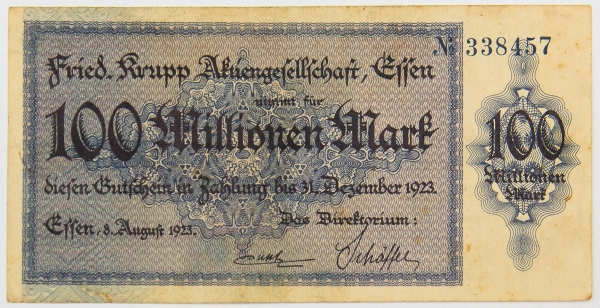 № 338457
Fried. Krupp Aktiengesellschaft, Essen
nimmt für
100 Millionen Mark
diesen Gutschein in Zahlung bis 31. Dezember 1923.
Essen, 8. August 1923. Das Direktorium:
Schäffer
100
Millionen
Mark